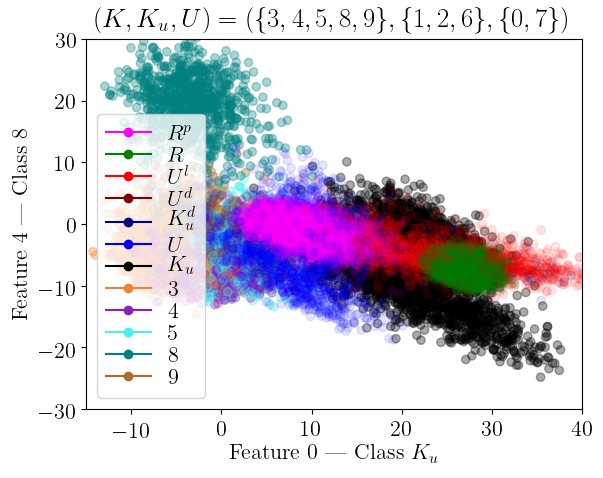 (K, K_u, U) = ({3, 4, 5, 8, 9}, {1, 2, 6}, {0, 7})
Feature 4 — Class 8
30
20
10
0
−10
−20
−30
R^p
R
U^l
U^d
K_u^d
U
K_u
3
4
5
8
9
−10
0
10
20
30
40
Feature 0 — Class K_u